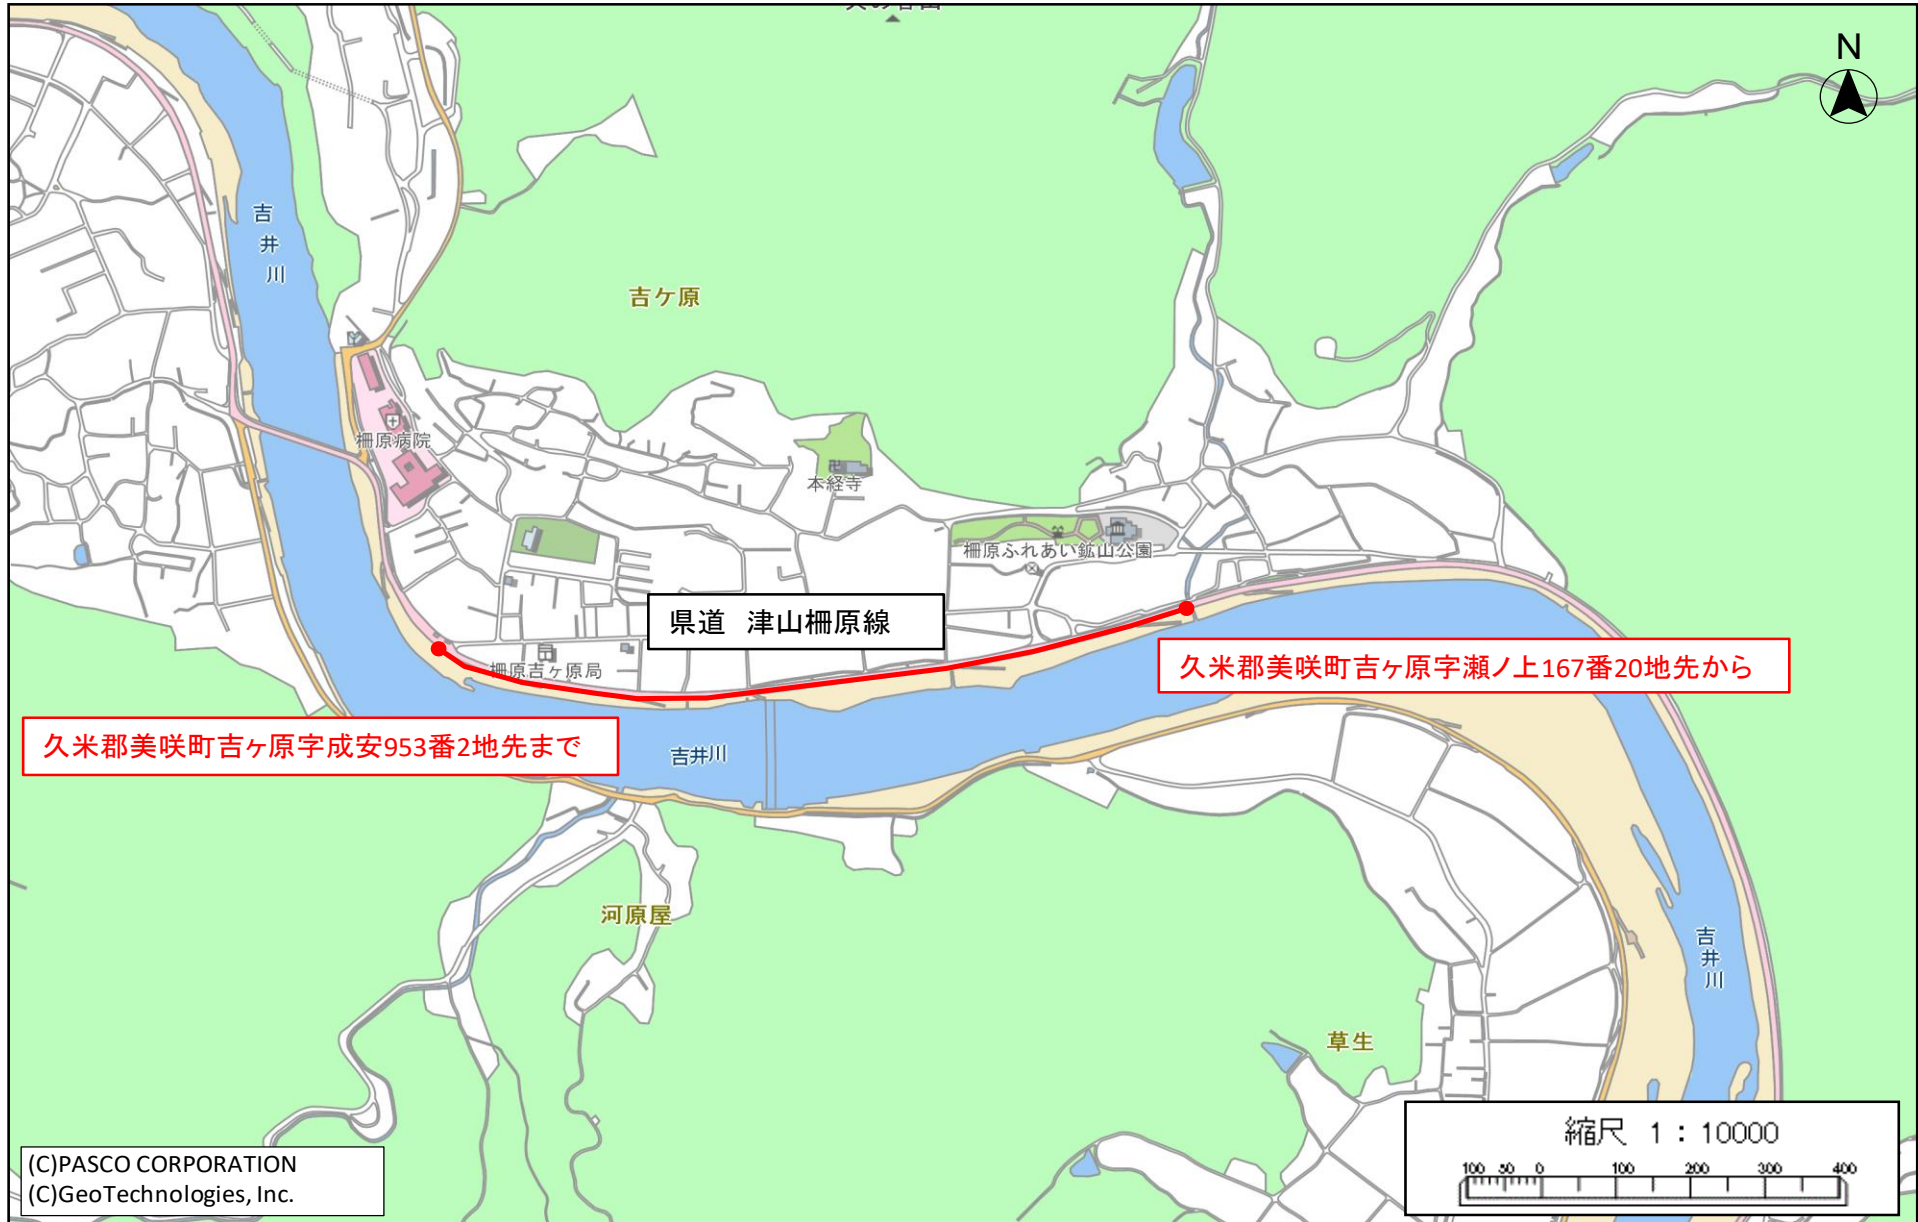 N
吉井川
吉ケ原
柵原病院
本経寺
柵原ふれあい鉱山公園
県道 津山柵原線
久米郡美咲町吉ヶ原字瀬ノ上167番20地先から
柵原吉ヶ原局
久米郡美咲町吉ヶ原字成安953番2地先まで
吉井川
河原屋
吉井川
草生
縮尺 1:10000
100 50 0 100 200 300 400
(C)PASCO CORPORATION
(C)GeoTechnologies, Inc.